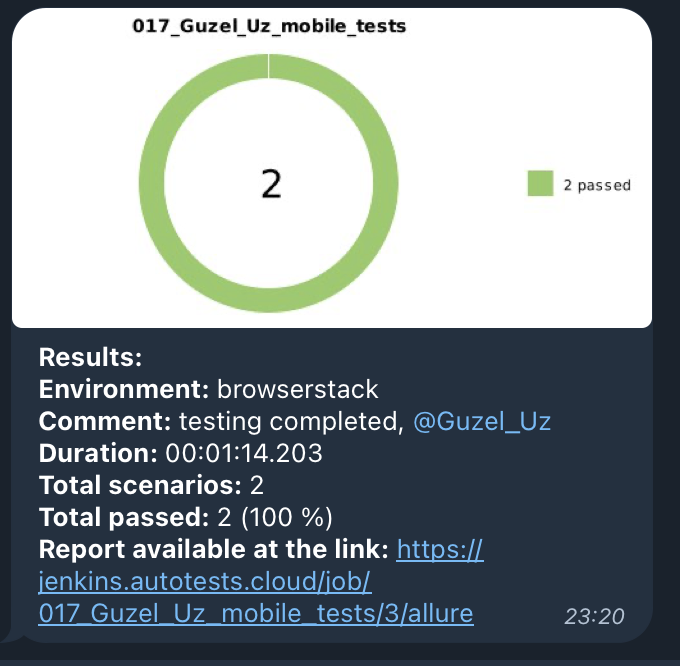 017_Guzel_Uz_mobile_tests
2
2 passed
Results:
Environment: browserstack
Comment: testing completed, @Guzel_Uz
Duration: 00:01:14.203
Total scenarios: 2
Total passed: 2 (100 %)
Report available at the link: https://
jenkins.autotests.cloud/job/
017_Guzel_Uz_mobile_tests/3/allure
23:20